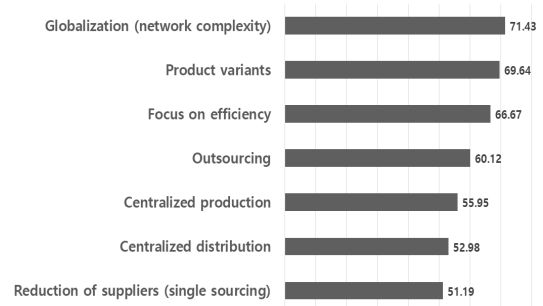 Globalization (network complexity) 71.43
Product variants 69.64
Focus on efficiency 66.67
Outsourcing 60.12
Centralized production 55.95
Centralized distribution 52.98
Reduction of suppliers (single sourcing) 51.19